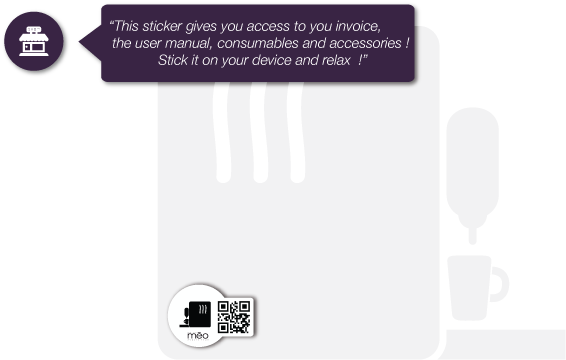 “This sticker gives you access to you invoice,
the user manual, consumables and accessories !
Stick it on your device and relax !”
mēo